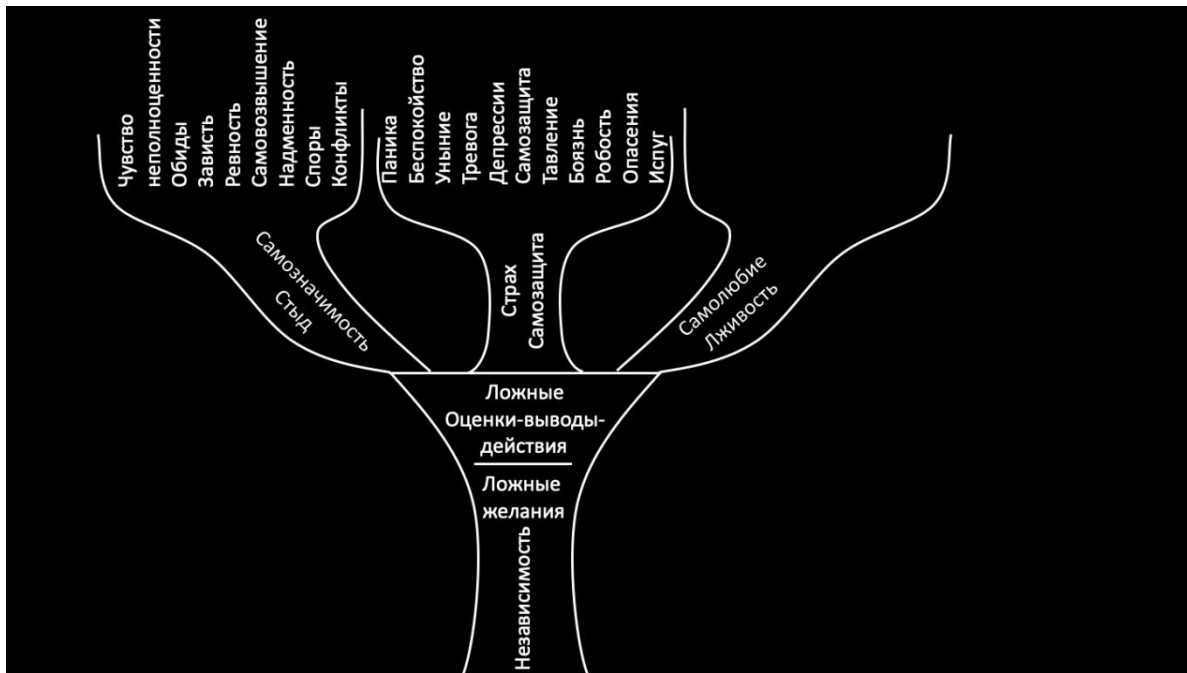 Чувство
неполноценности
Обиды
Зависть
Ревность
Самовозвышение
Надменность
Споры
Конфликты
Паника
Беспокойство
Уныние
Тревога
Депрессии
Самозащита
Тавление
Боязнь
Робость
Опасения
Испуг
Самозначимость
Стыд
Страх
Самозащита
Самолюбие
Лживость
Ложные
Оценки-выводы-
действия
Ложные
желания
Независимость